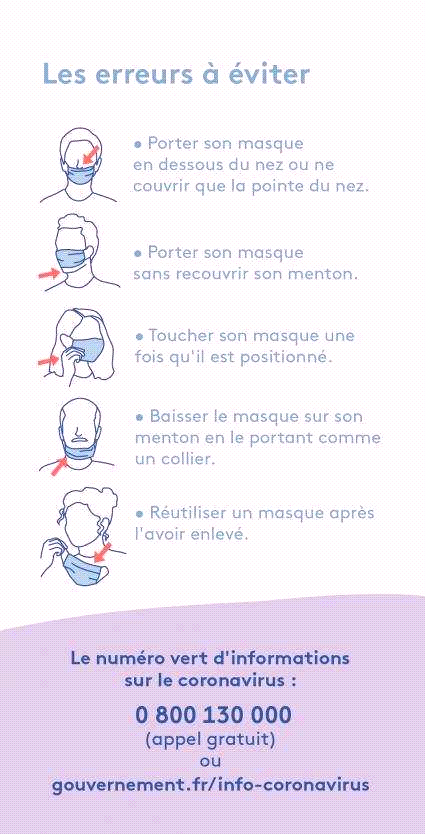 Les erreurs à éviter
• Porter son masque
en dessous du nez ou ne
couvrir que la pointe du nez.
• Porter son masque
sans recouvrir son menton.
• Toucher son masque une
fois qu'il est positionné.
• Baisser le masque sur son
menton en le portant comme
un collier.
• Réutiliser un masque après
l'avoir enlevé.
Le numéro vert d'informations
sur le coronavirus :
0 800 130 000
(appel gratuit)
ou
gouvernement.fr/info-coronavirus